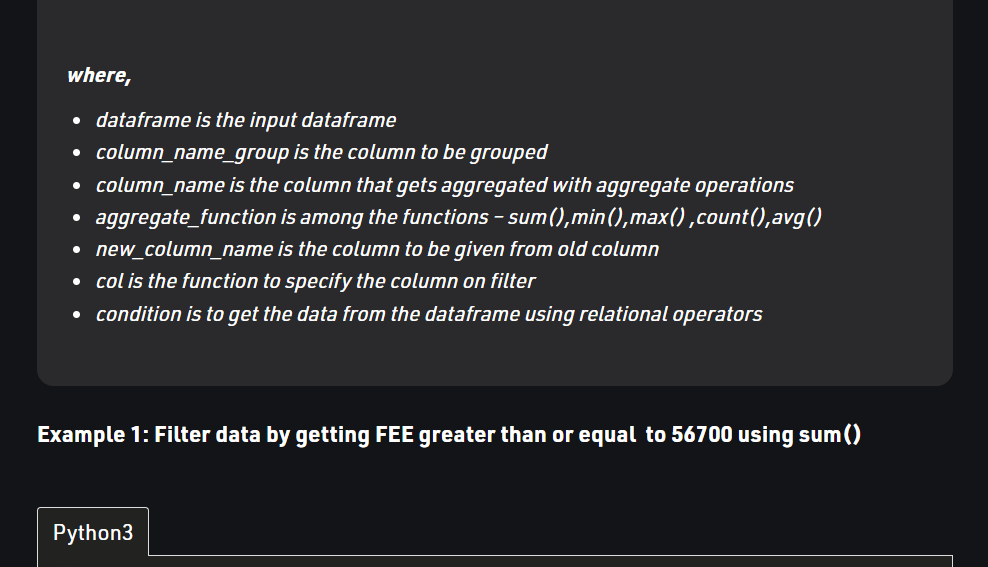 where,
• dataframe is the input dataframe
• column_name_group is the column to be grouped
• column_name is the column that gets aggregated with aggregate operations
• aggregate_function is among the functions – sum(),min(),max() ,count(),avg()
• new_column_name is the column to be given from old column
• col is the function to specify the column on filter
• condition is to get the data from the dataframe using relational operators
Example 1: Filter data by getting FEE greater than or equal  to 56700 using sum()
Python3